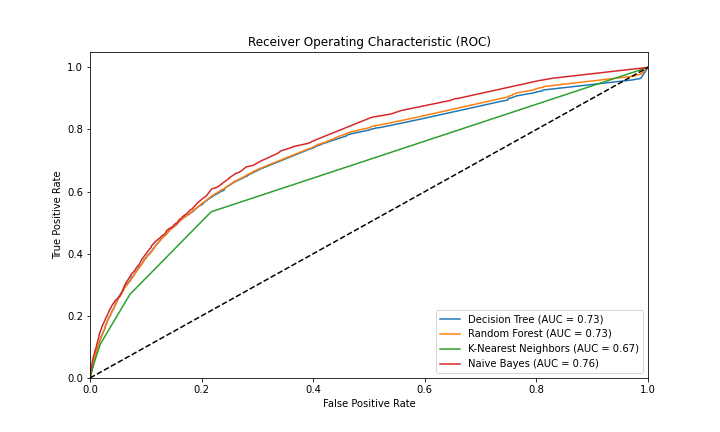 Receiver Operating Characteristic (ROC)
1.0
0.8
0.6
0.4
0.2
0.0
True Positive Rate
0.0 0.2 0.4 0.6 0.8 1.0
False Positive Rate
Decision Tree (AUC = 0.73)
Random Forest (AUC = 0.73)
K-Nearest Neighbors (AUC = 0.67)
Naive Bayes (AUC = 0.76)